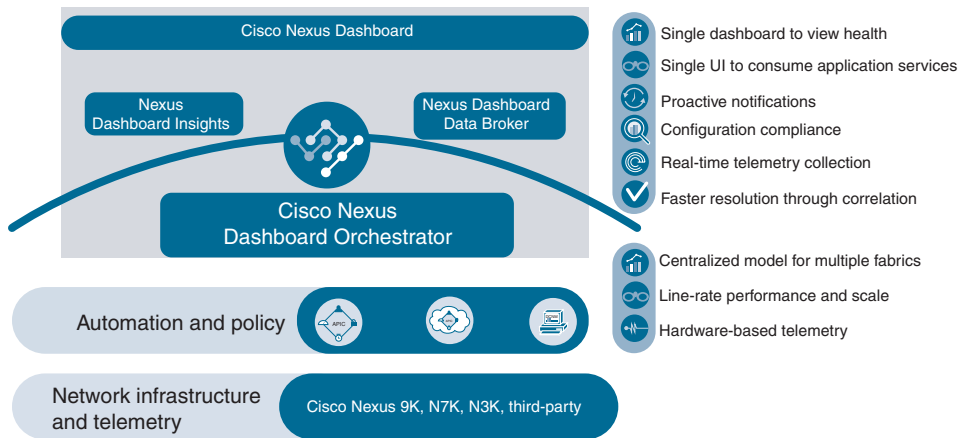 Cisco Nexus Dashboard
Nexus
Dashboard Insights
Nexus Dashboard
Data Broker
Cisco Nexus
Dashboard Orchestrator
Automation and policy
APIC
Network infrastructure
and telemetry
Cisco Nexus 9K, N7K, N3K, third-party
Single dashboard to view health
Single UI to consume application services
Proactive notifications
Configuration compliance
Real-time telemetry collection
Faster resolution through correlation
Centralized model for multiple fabrics
Line-rate performance and scale
Hardware-based telemetry